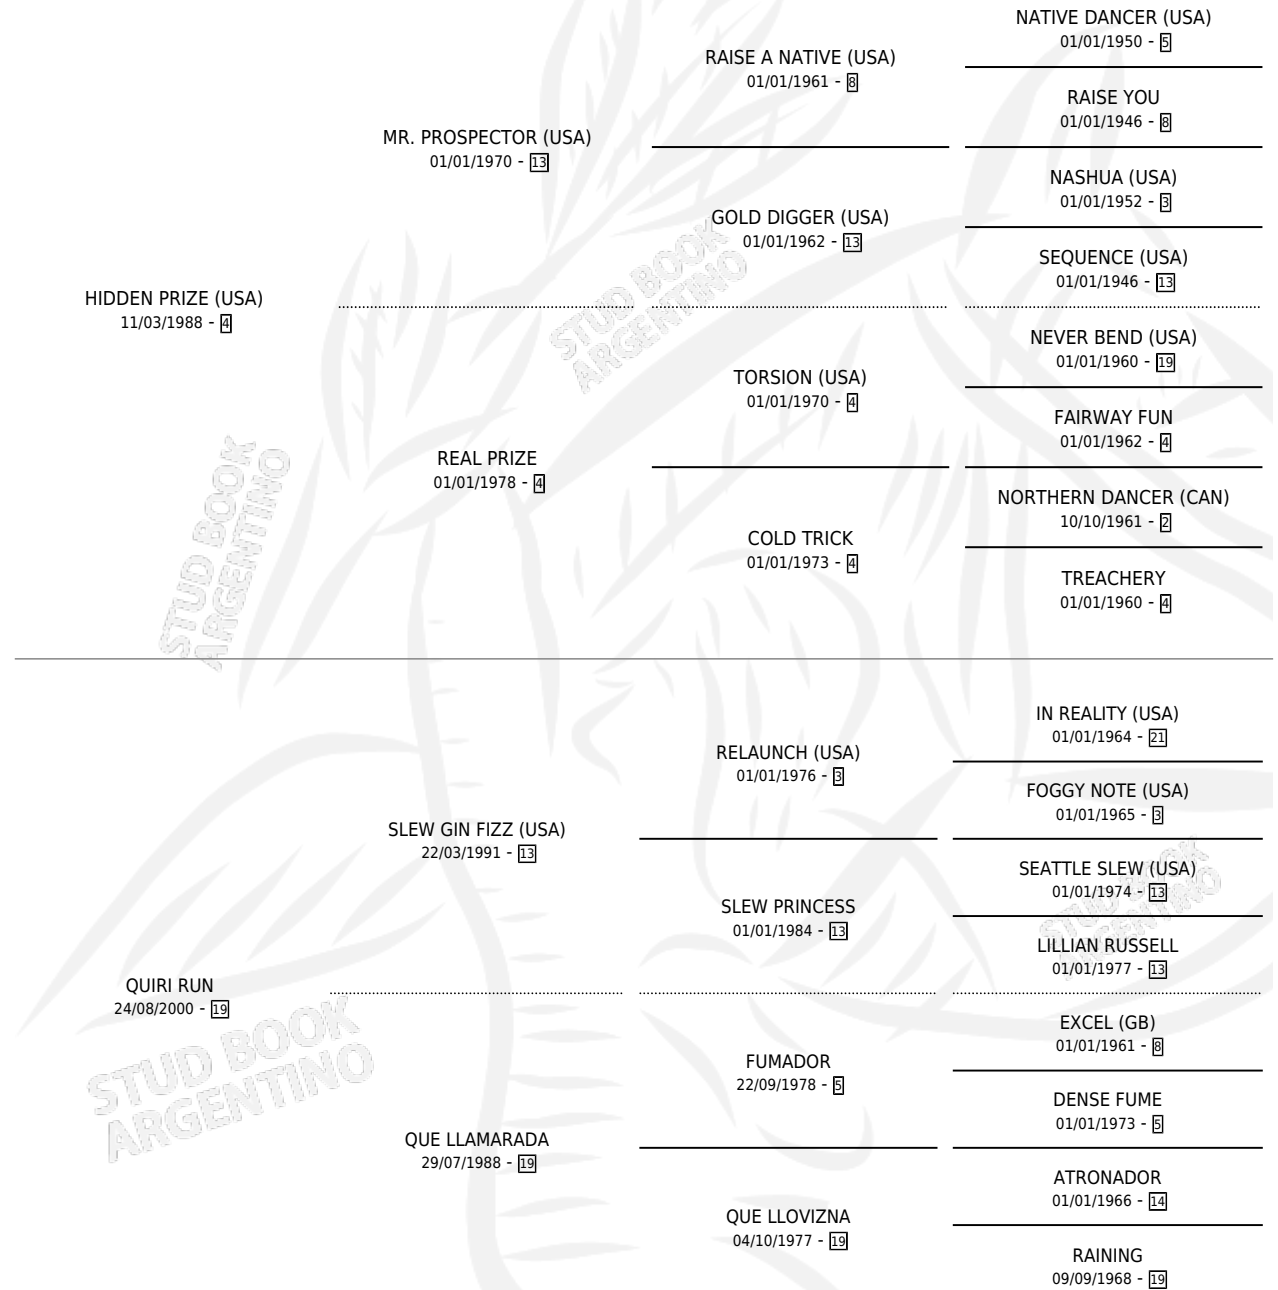 NATIVE DANCER (USA)
01/01/1950 - 5
RAISE A NATIVE (USA)
01/01/1961 - 8
RAISE YOU
01/01/1946 - 8
MR. PROSPECTOR (USA)
01/01/1970 - 13
NASHUA (USA)
01/01/1952 - 3
GOLD DIGGER (USA)
01/01/1962 - 13
SEQUENCE (USA)
01/01/1946 - 13
HIDDEN PRIZE (USA)
11/03/1988 - 4
STUD BOOK
ARGENTINO
NEVER BEND (USA)
01/01/1960 - 19
TORSION (USA)
01/01/1970 - 4
FAIRWAY FUN
01/01/1962 - 4
REAL PRIZE
01/01/1978 - 4
NORTHERN DANCER (CAN)
10/10/1961 - 2
COLD TRICK
01/01/1973 - 4
TREACHERY
01/01/1960 - 4
STUD BOOK
ARGENTINO
IN REALITY (USA)
01/01/1964 - 21
RELAUNCH (USA)
01/01/1976 - 3
FOGGY NOTE (USA)
01/01/1965 - 3
SLEW GIN FIZZ (USA)
22/03/1991 - 13
SEATTLE SLEW (USA)
01/01/1974 - 13
SLEW PRINCESS
01/01/1984 - 13
STUD BOOK
ARGENTINO
LILLIAN RUSSELL
01/01/1977 - 13
QUIRI RUN
24/08/2000 - 19
STUD BOOK
ARGENTINO
EXCEL (GB)
01/01/1961 - 8
FUMADOR
22/09/1978 - 5
DENSE FUME
01/01/1973 - 5
QUE LLAMARADA
29/07/1988 - 19
ATRONADOR
01/01/1966 - 14
QUE LLOVIZNA
04/10/1977 - 19
RAINING
09/09/1968 - 19